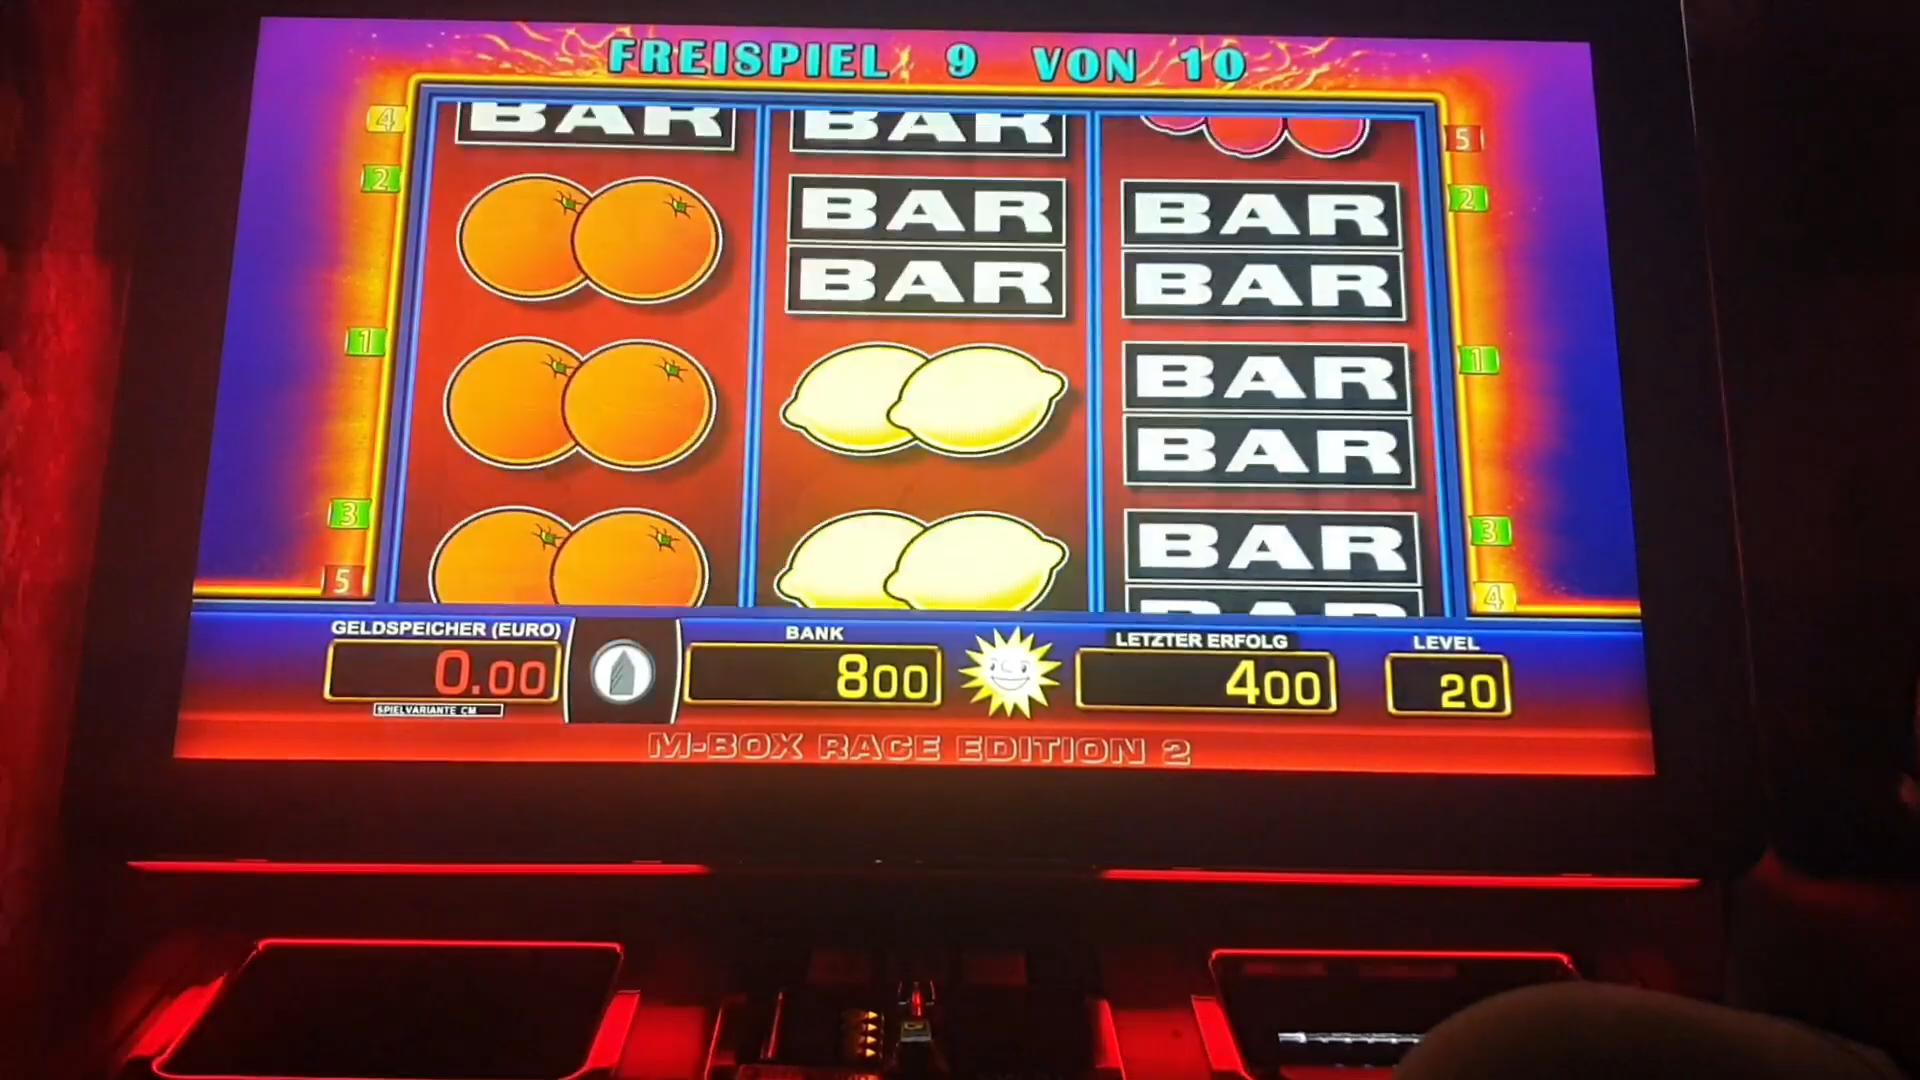 FREISPIEL 9 VON 10
4 BAR BAR 5
2 BAR BAR 2
BAR BAR
1 BAR 1
BAR
3 BAR 3
5 BAR 4
GELDSPEICHER (EURO) BANK LETZTER ERFOLG LEVEL
0.00 800 400 20
SPIELVARIANTE CM
M-BOX RACE EDITION 2